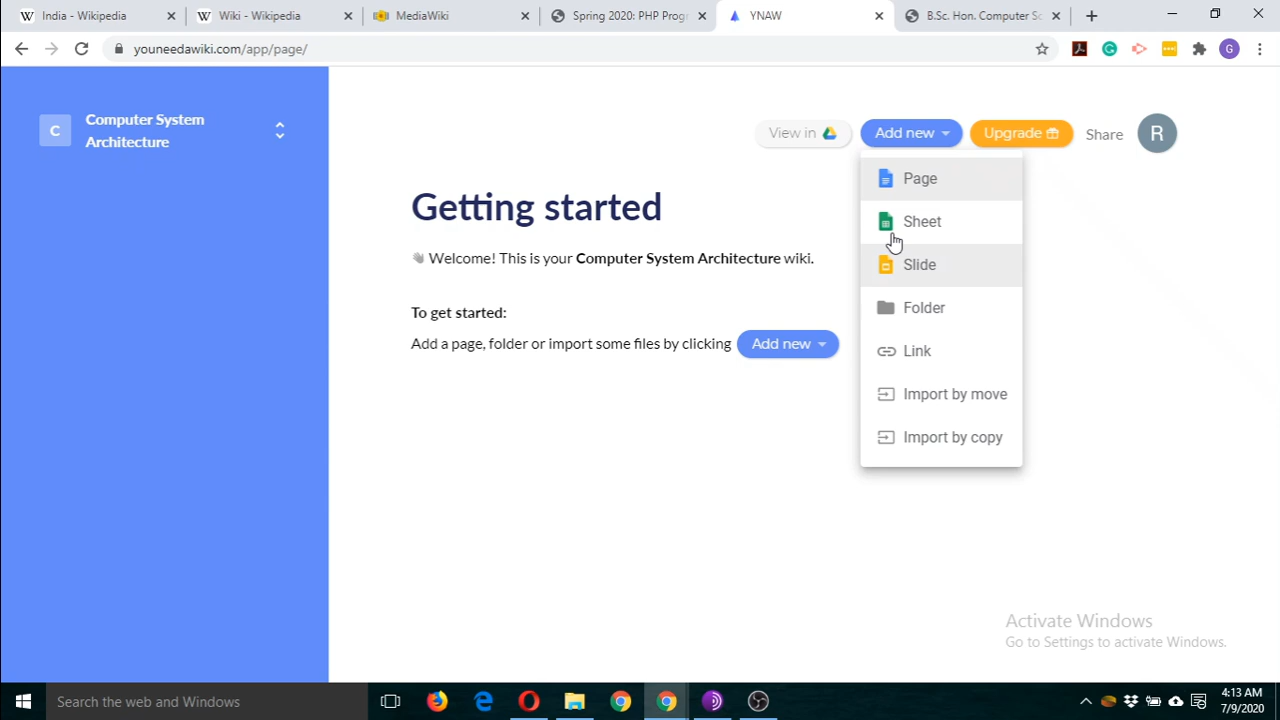 India - Wikipedia
Wiki - Wikipedia
MediaWiki
Spring 2020: PHP Prog
YNAW
B.Sc. Hon. Computer Sc
youneedawiki.com/app/page/
G
C
Computer System
Architecture
View in
Add new
Upgrade
Share
R
Page
Sheet
Slide
Folder
Link
Import by move
Import by copy
Getting started
Welcome! This is your Computer System Architecture wiki.
To get started:
Add a page, folder or import some files by clicking Add new
Activate Windows
Go to Settings to activate Windows.
Search the web and Windows
4:13 AM
7/9/2020